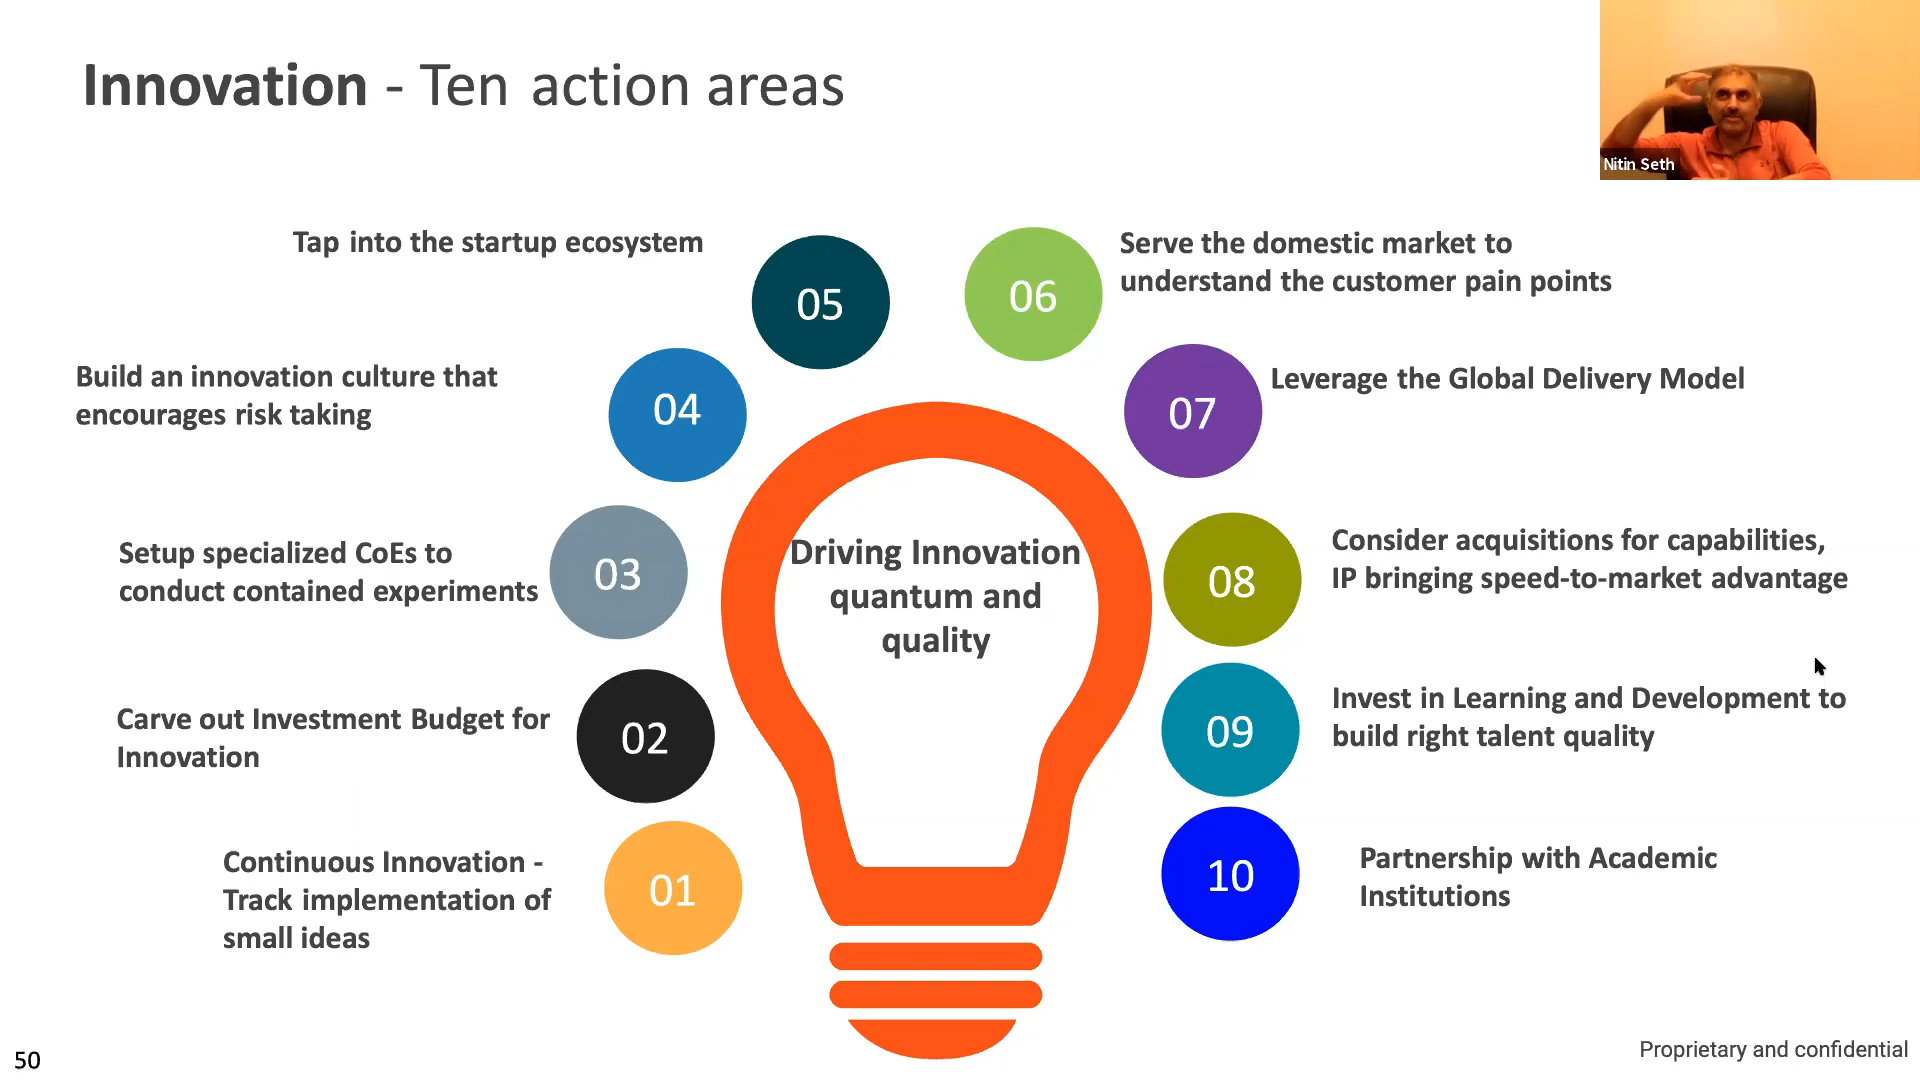 Innovation - Ten action areas
Nitin Seth
Tap into the startup ecosystem
05
06
Serve the domestic market to
understand the customer pain points
Build an innovation culture that
encourages risk taking
04
07
Leverage the Global Delivery Model
Setup specialized CoEs to
conduct contained experiments
03
Driving Innovation
quantum and
quality
08
Consider acquisitions for capabilities,
IP bringing speed-to-market advantage
Carve out Investment Budget for
Innovation
02
09
Invest in Learning and Development to
build right talent quality
Continuous Innovation -
Track implementation of
small ideas
01
10
Partnership with Academic
Institutions
50
Proprietary and confidential